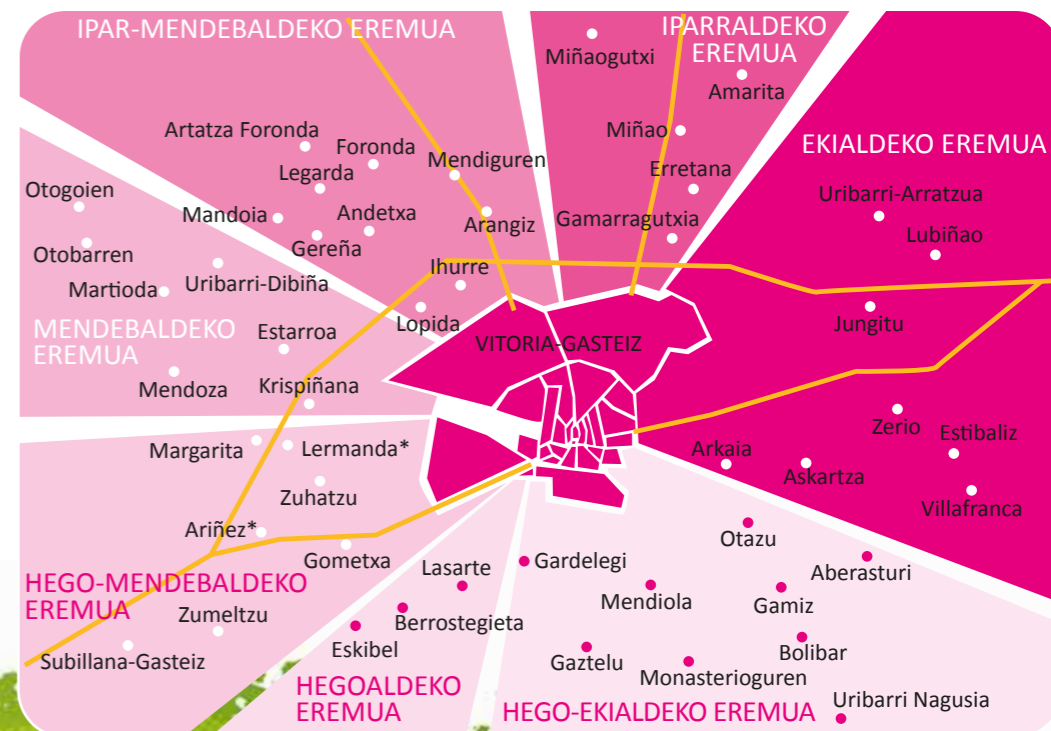 IPAR-MENDEBALDEKO EREMUA
Artatza Foronda
Foronda
Legarda
Mendiguren
Mandoia
Andetxa
Gereña
Arangiz
Ihurre
Lopida
IPARRALDEKO
EREMUA
Miñaogutxi
Amarita
Miñao
Erretana
Gamarragutxia
EKIALDEKO EREMUA
Uribarri-Arratzua
Lubiñao
Jungitu
Zerio
Estibaliz
Arkaia
Askartza
Villafranca
Otogoien
Otobarren
Martioda
Uribarri-Dibiña
MENDEBALDEKO
EREMUA
Estarroa
Mendoza
Krispiñana
VITORIA-GASTEIZ
Margarita
Lermanda*
Zuhatzu
Ariñez*
Gometxa
HEGO-MENDEBALDEKO
EREMUA
Zumeltzu
Subillana-Gasteiz
Lasarte
Berrostegieta
Eskibel
HEGOALDEKO
EREMUA
Gardelegi
Otazu
Aberasturi
Mendiola
Gamiz
Gaztelu
Bolibar
Monasterioguren
Uribarri Nagusia
HEGO-EKIALDEKO EREMUA